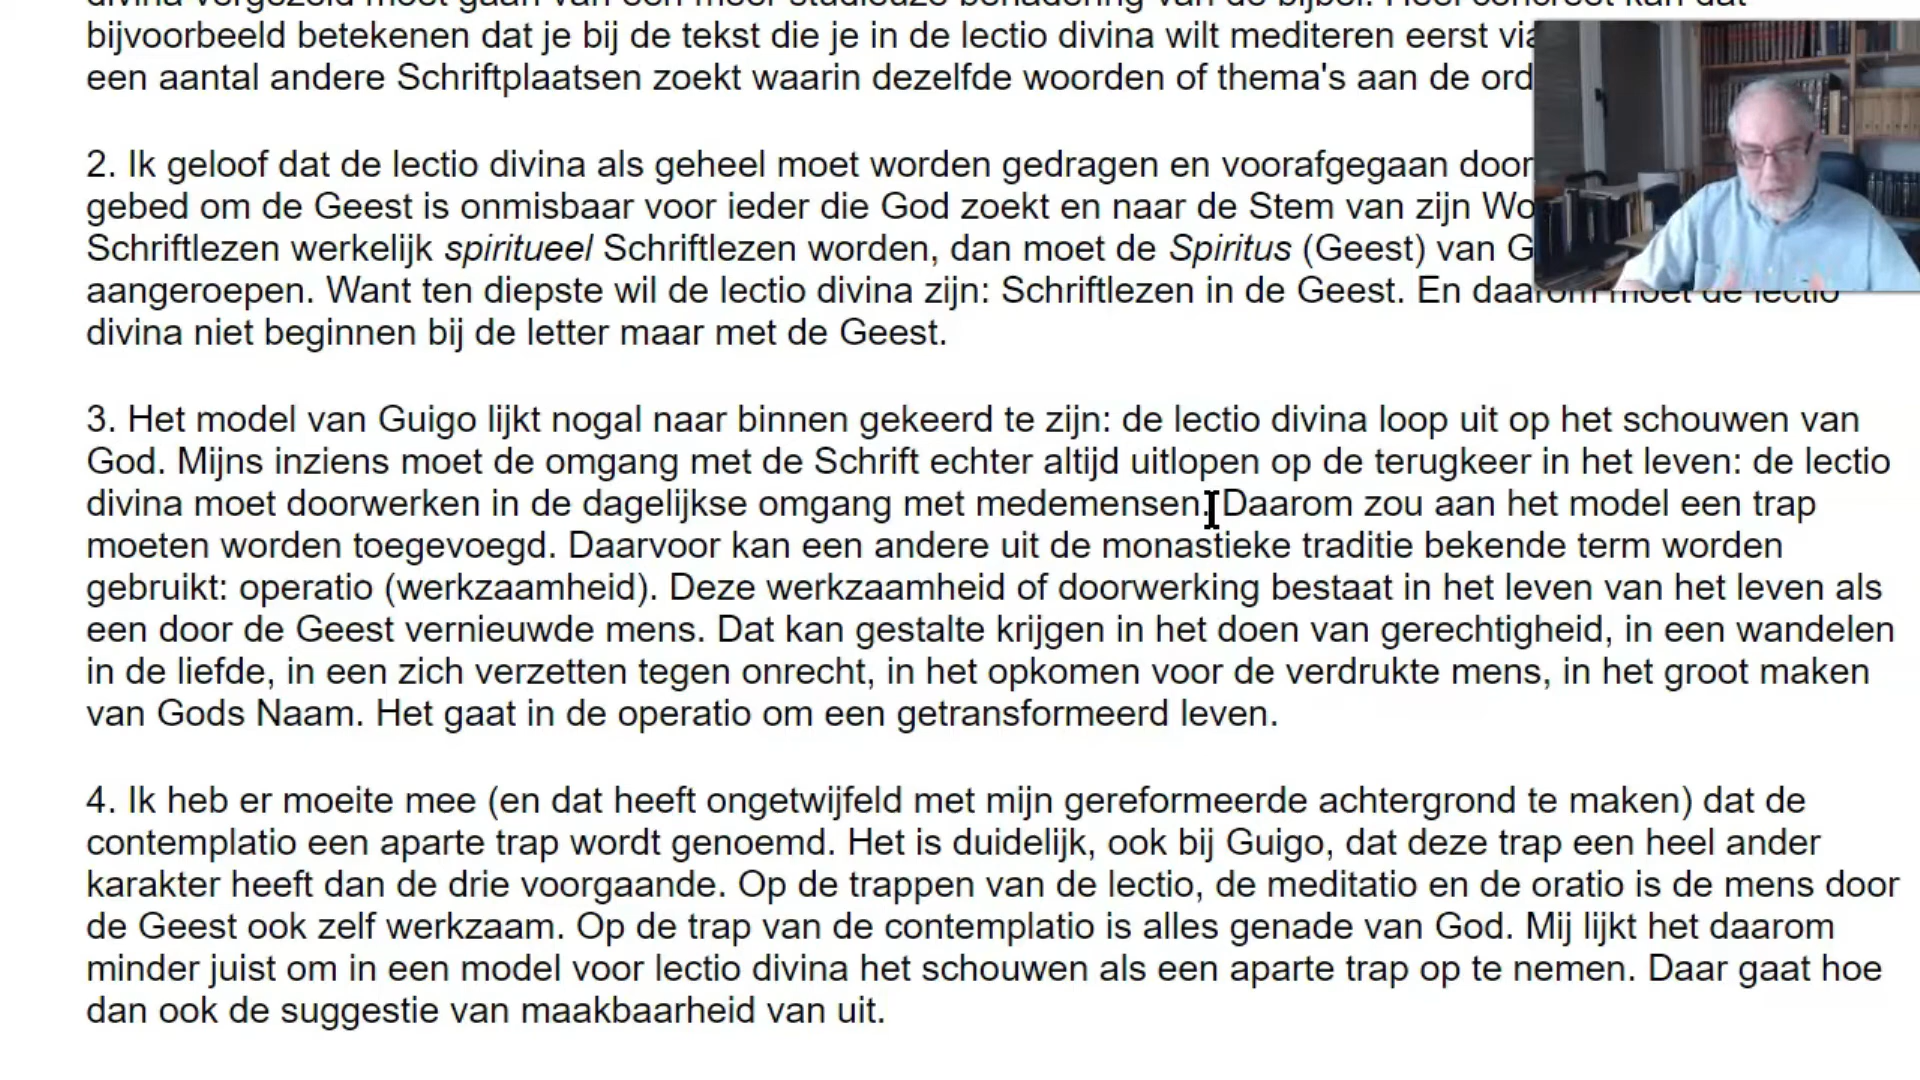 bijvoorbeeld betekenen dat je bij de tekst die je in de lectio divina wilt mediteren eerst via
een aantal andere Schriftplaatsen zoekt waarin dezelfde woorden of thema's aan de ord
2. Ik geloof dat de lectio divina als geheel moet worden gedragen en voorafgegaan door
gebed om de Geest is onmisbaar voor ieder die God zoekt en naar de Stem van zijn Wo
Schriftlezen werkelijk spiritueel Schriftlezen worden, dan moet de Spiritus (Geest) van G
aangeroepen. Want ten diepste wil de lectio divina zijn: Schriftlezen in de Geest. En daarom moet de lectio
divina niet beginnen bij de letter maar met de Geest.
3. Het model van Guigo lijkt nogal naar binnen gekeerd te zijn: de lectio divina loop uit op het schouwen van
God. Mijns inziens moet de omgang met de Schrift echter altijd uitlopen op de terugkeer in het leven: de lectio
divina moet doorwerken in de dagelijkse omgang met medemensen. Daarom zou aan het model een trap
moeten worden toegevoegd. Daarvoor kan een andere uit de monastieke traditie bekende term worden
gebruikt: operatio (werkzaamheid). Deze werkzaamheid of doorwerking bestaat in het leven van het leven als
een door de Geest vernieuwde mens. Dat kan gestalte krijgen in het doen van gerechtigheid, in een wandelen
in de liefde, in een zich verzetten tegen onrecht, in het opkomen voor de verdrukte mens, in het groot maken
van Gods Naam. Het gaat in de operatio om een getransformeerd leven.
4. Ik heb er moeite mee (en dat heeft ongetwijfeld met mijn gereformeerde achtergrond te maken) dat de
contemplatio een aparte trap wordt genoemd. Het is duidelijk, ook bij Guigo, dat deze trap een heel ander
karakter heeft dan de drie voorgaande. Op de trappen van de lectio, de meditatio en de oratio is de mens door
de Geest ook zelf werkzaam. Op de trap van de contemplatio is alles genade van God. Mij lijkt het daarom
minder juist om in een model voor lectio divina het schouwen als een aparte trap op te nemen. Daar gaat hoe
dan ook de suggestie van maakbaarheid van uit.